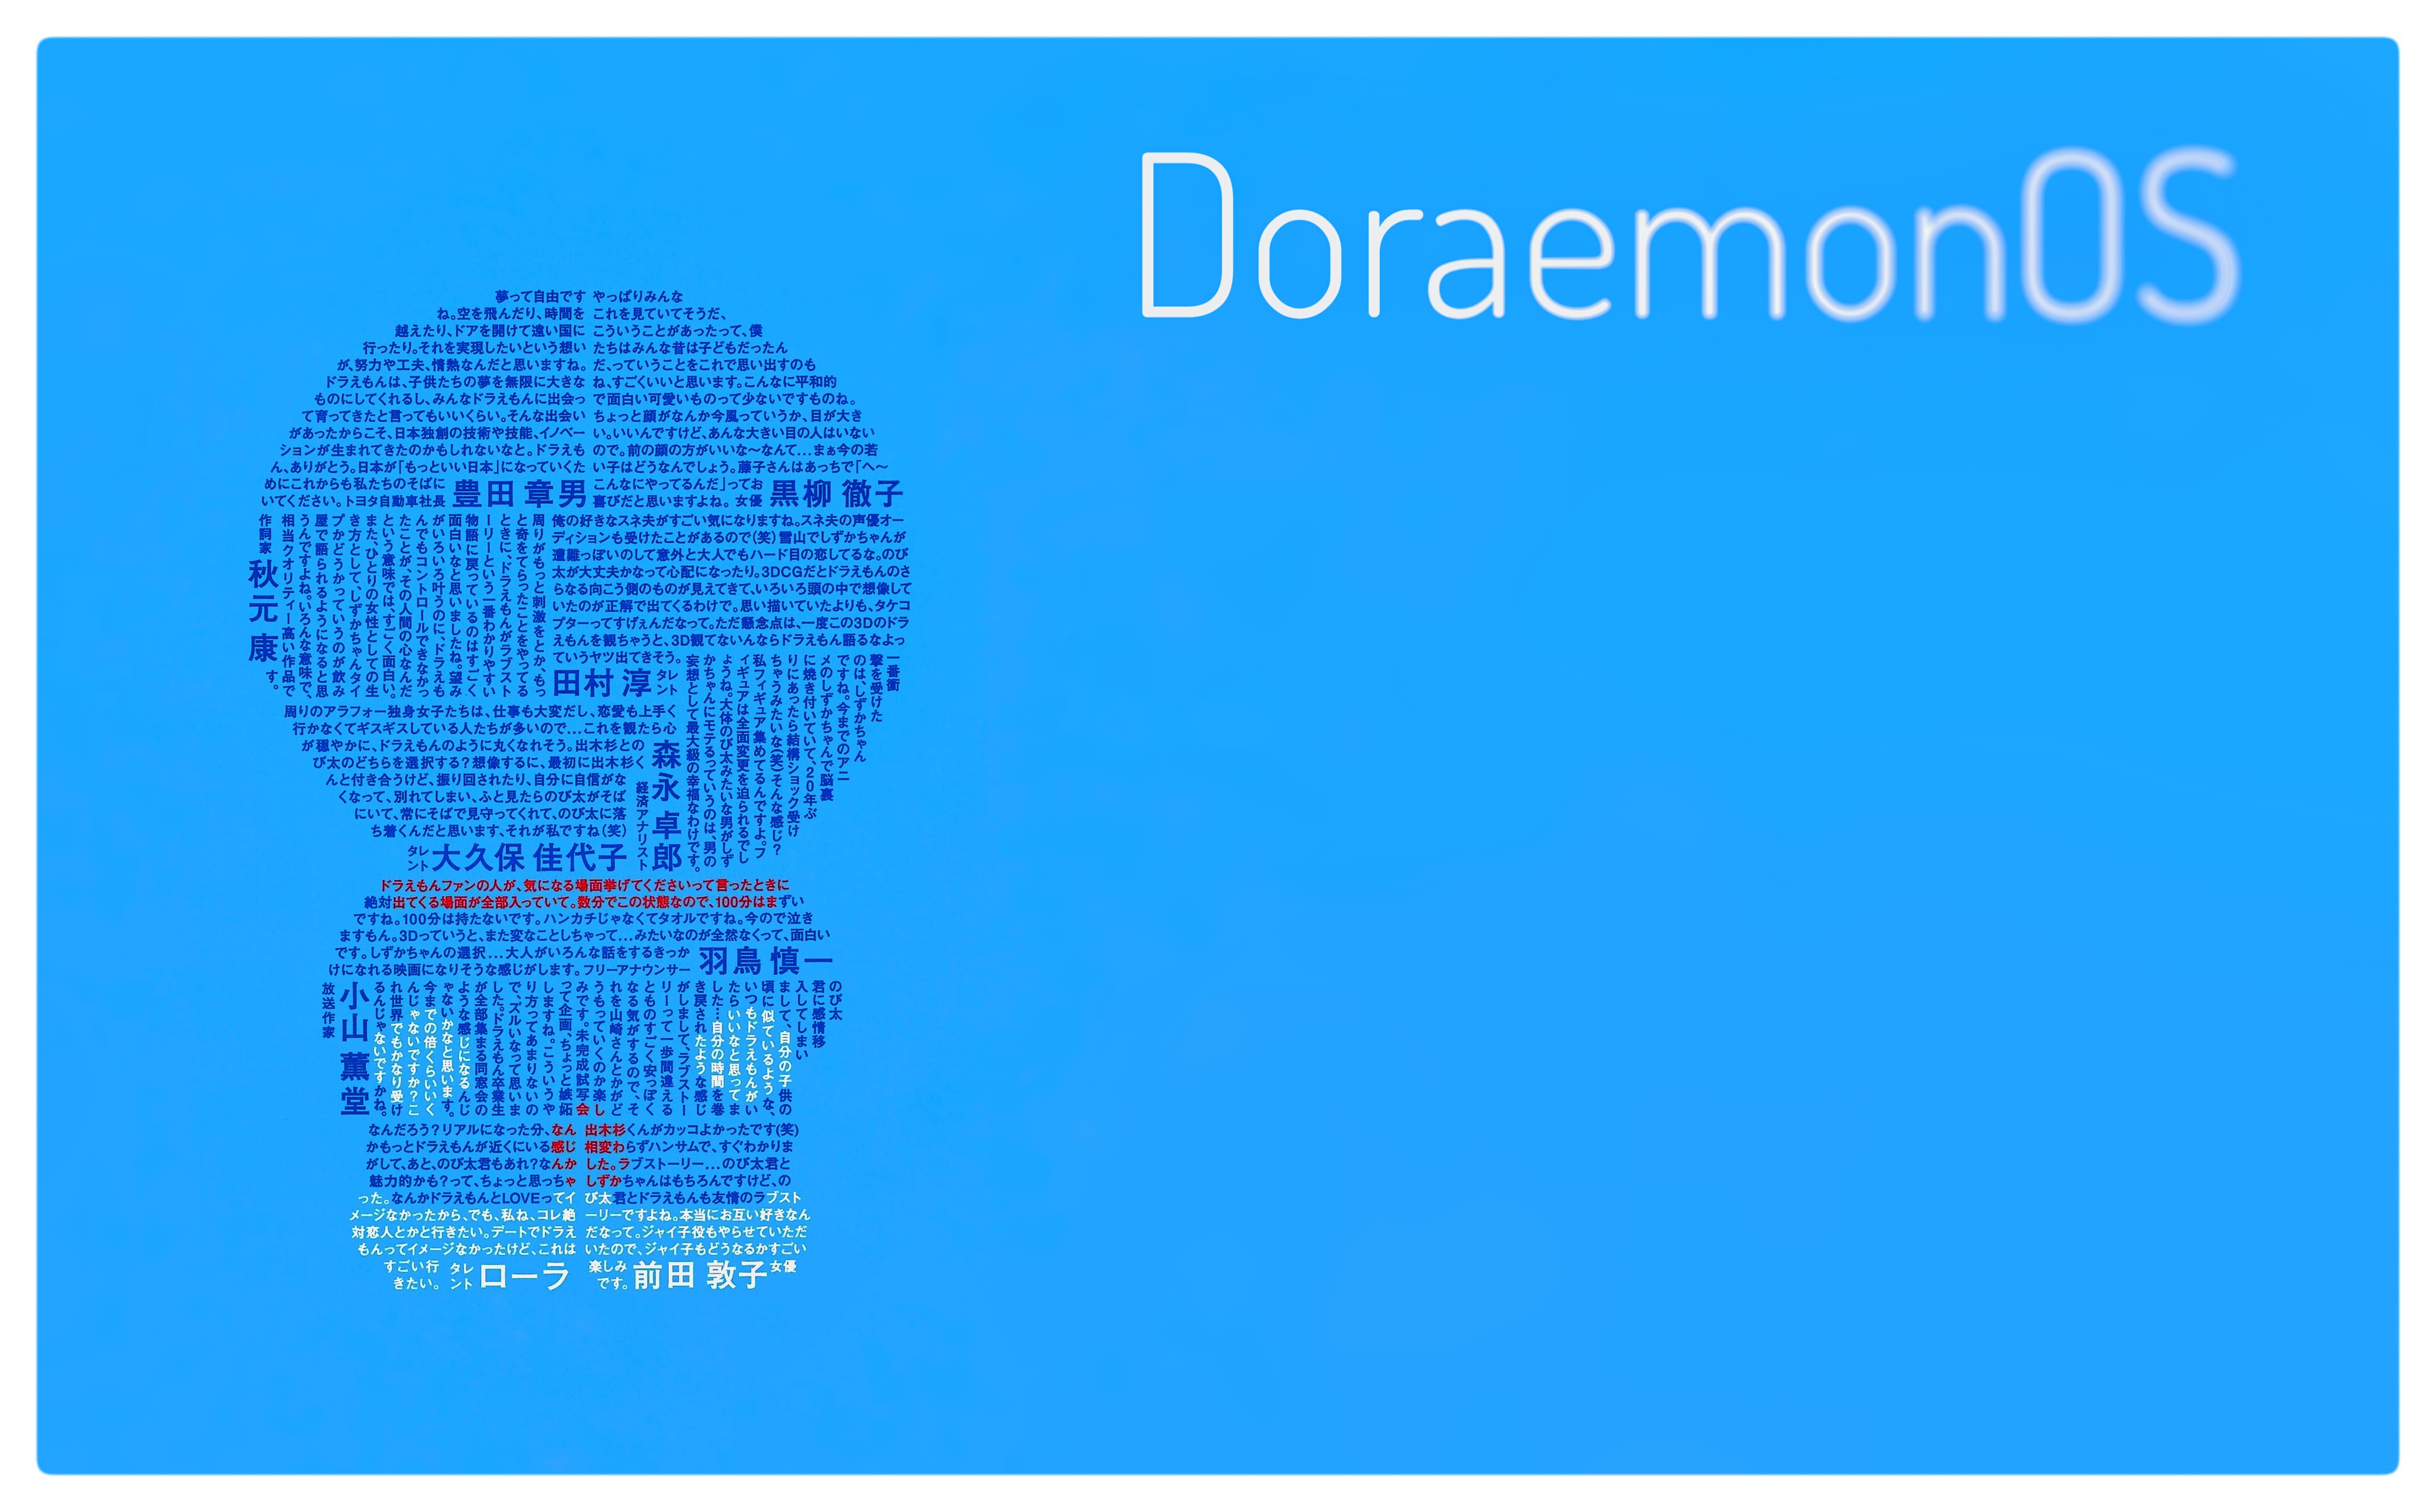 DoraemonOS
夢って自由です
ね。空を飛んだり、時間を
越えたり、ドアを開けて遠い国に
行ったり。それを実現したいという想い
が、努力や工夫、情熱なんだと思いますね。
ドラえもんは、子供たちの夢を無限に大きな
ものにしてくれるし、みんなドラえもんに出会っ
て育ってきたと言ってもいいくらい。そんな出会い
があったからこそ、日本独創の技術や技能、イノベー
ションが生まれてきたのかもしれないなと。ドラえも
ん、ありがとう。日本が「もっといい日本」になっていくた
めにこれからも私たちのそばに
いてください。トヨタ自動車社長 豊田 章男
やっぱりみんな
これを見ていてそうだ、
こういうことがあったって、僕
たちはみんな昔は子どもだったん
だ、っていうことをこれで思い出すのも
ね、すごくいいと思います。こんなに平和的
で面白い可愛いものって少ないですものね。
ちょっと顔がなんか今風っていうか、目が大き
い。いいんですけど、あんな大きい目の人はいない
ので。前の顔の方がいいな〜なんて…まぁ今の若
い子はどうなんでしょう。藤子さんはあっちで「へ〜
こんなにやってるんだ」ってお
喜びだと思いますよね。 女優 黒柳 徹子
周りがもっと刺激をとか、もっ
と奇をてらったことをやってる
ときに、ドラえもんがラブスト
ーリーという一番わかりやすい
物語に戻っているのはすごく
面白いなと思いましたね。望み
がいろいろ叶うのに、ドラえも
んでもコントロールできなかっ
たことが、その人間の心なんだ
という意味では、すごく面白い。
また、ひとりの女性としての生
き方として、しずかちゃんタイ
プかどうかっていうのが飲み
屋で語られるようになると思
うんですよね。いろんな意味で、
相当クオリティー高い作品で
す。
作詞家 秋元 康
俺の好きなスネ夫がすごい気になりますね。スネ夫の声優オー
ディションも受けたことがあるので(笑)雪山でしずかちゃんが
遭難っぽいのして意外と大人でもハード目の恋してるな。のび
太が大丈夫かなって心配になったり。3DCGだとドラえもんのさ
らなる向こう側のものが見えてきて、いろいろ頭の中で想像して
いたのが正解で出てくるわけで。思い描いていたよりも、タケコ
プターってすげぇんだなって。ただ懸念点は、一度この3Dのドラ
えもんを観ちゃうと、3D観てないんならドラえもん語るなよっ
ていうヤツ出てきそう。
田村 淳 タレント
一番衝
撃を受けた
のは、しずかちゃん
ですね。今までのアニ
メのしずかちゃんで脳裏
に焼き付いていて、20年ぶ
りにあったら結構ショック受け
ちゃうみたいな(笑)そんな感じ?
私フィギュア集めてるんですよ。フ
ィギュアは全面変更を迫られるでし
ょうね。大体のび太みたいな男がしず
かちゃんにモテるっていうのは、男の
妄想として最大級の幸福なわけです。
経済アナリスト 森永 卓郎
周りのアラフォー独身女子たちは、仕事も大変だし、恋愛も上手く
行かなくてギスギスしている人たちが多いので…これを観たら心
が穏やかに、ドラえもんのように丸くなれそう。出木杉との
び太のどちらを選択する?想像するに、最初に出木杉く
んと付き合うけど、振り回されたり、自分に自信がな
くなって、別れてしまい、ふと見たらのび太がそば
にいて、常にそばで見守ってくれて、のび太に落
ち着くんだと思います、それが私ですね(笑)
タレント 大久保 佳代子
ドラえもんファンの人が、気になる場面挙げてくださいって言ったときに
絶対出てくる場面が全部入っていて。数分でこの状態なので、100分はまずい
ですね。100分は持たないです。ハンカチじゃなくてタオルですね。今ので泣き
ますもん。3Dっていうと、また変なことしちゃって…みたいなのが全然なくって、面白い
です。しずかちゃんの選択…大人がいろんな話をするきっか
けになれる映画になりそうな感じがします。フリーアナウンサー 羽鳥 慎一
のび太
君に感情移
入してしまい
まして、自分の子供の
頃に似ているような、
いつもドラえもんがい
たらいいなと思ってま
した…自分の時間を巻
き戻されたような感じ
がしまして、ラブストー
リーって一歩間違える
とものすごく安っぽく
なる気がするので、そ
れを山崎さんとかがど
うもっていくのか楽し
みです。未完成試写会
って企画、ちょっと嫉妬
しますね。こういうや
り方ってあまりないの
で、ズルいなって思いま
した。ドラえもん卒業生
が全部集まる同窓会の
ような感じになるんじ
ゃないかなと思います。
今までの倍くらいいく
んじゃないですか?こ
れ世界でもかなり受け
るんじゃないですかね。
放送作家 小山 薫堂
なんだろう?リアルになった分、なん
かもっとドラえもんが近くにいる感じ
がして、あと、のび太君もあれ?なんか
魅力的かも?って、ちょっと思っちゃ
った。なんかドラえもんとLOVEってイ
メージなかったから、でも、私ね、コレ絶
対恋人とかと行きたい。デートでドラえ
もんってイメージなかったけど、これは
すごい行
きたい。 タレント ローラ
出木杉くんがカッコよかったです(笑)
相変わらずハンサムで、すぐわかりま
した。ラブストーリー…のび太君と
しずかちゃんはもちろんですけど、の
び太君とドラえもんも友情のラブスト
ーリーですよね。本当にお互い好きなん
だなって。ジャイ子役もやらせていただ
いたので、ジャイ子もどうなるかすごい
楽しみ
です。 前田 敦子 女優